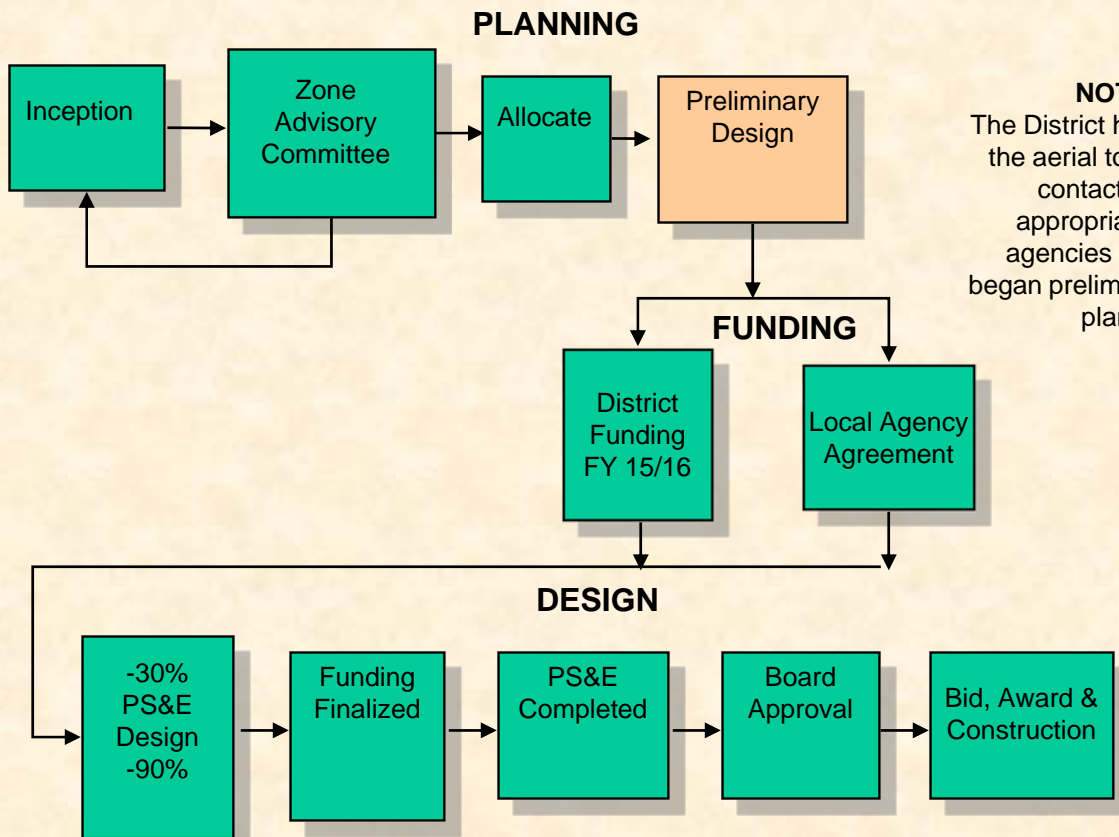 PLANNING
Inception
Zone
Advisory
Committee
Allocate
Preliminary
Design
NOT
The District h
the aerial to
contact
appropria
agencies
began prelim
plan
FUNDING
District
Funding
FY 15/16
Local Agency
Agreement
DESIGN
-30%
PS&E
Design
-90%
Funding
Finalized
PS&E
Completed
Board
Approval
Bid, Award &
Construction